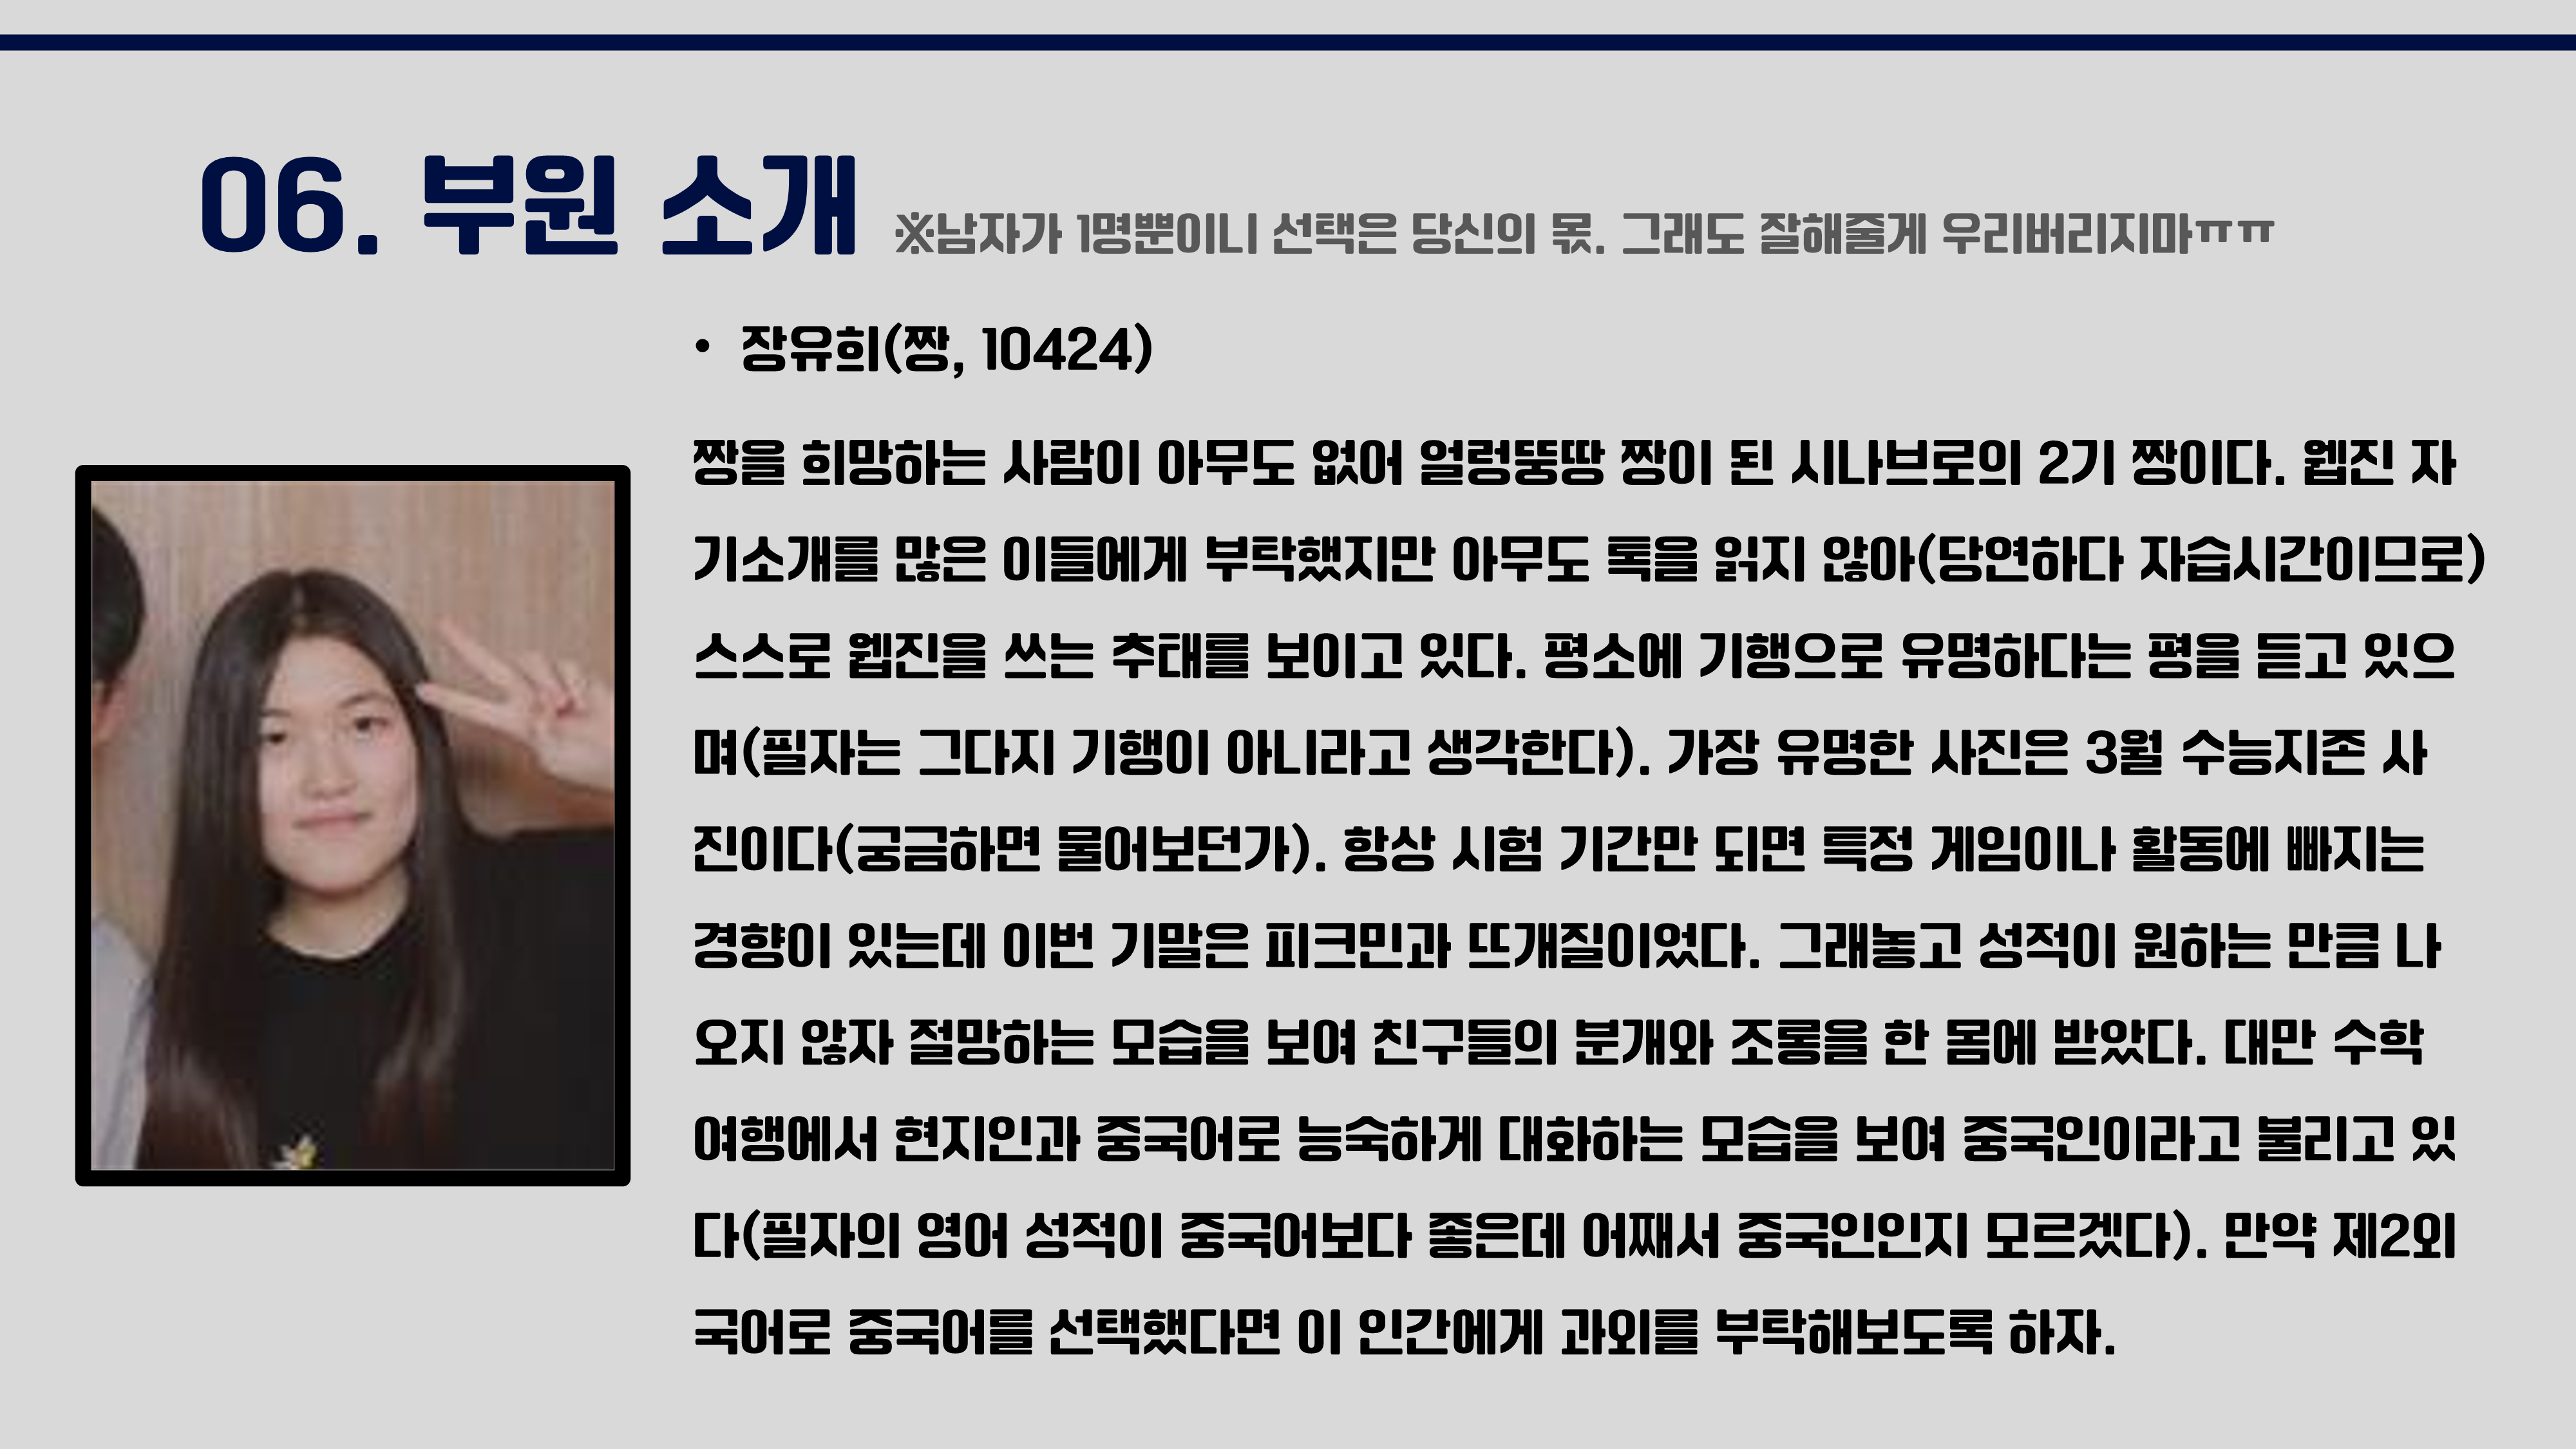 06. 부원 소개 ※남자가 1명뿐이니 선택은 당신의 몫. 그래도 잘해줄게 우리버리지마ㅠㅠ
• 장유희(짱, 10424)
짱을 희망하는 사람이 아무도 없어 얼렁뚱땅 짱이 된 시나브로의 2기 짱이다. 웹진 자
기소개를 많은 이들에게 부탁했지만 아무도 톡을 읽지 않아(당연하다 자습시간이므로)
스스로 웹진을 쓰는 추태를 보이고 있다. 평소에 기행으로 유명하다는 평을 듣고 있으
며(필자는 그다지 기행이 아니라고 생각한다). 가장 유명한 사진은 3월 수능지존 사
진이다(궁금하면 물어보던가). 항상 시험 기간만 되면 특정 게임이나 활동에 빠지는
경향이 있는데 이번 기말은 피크민과 뜨개질이었다. 그래놓고 성적이 원하는 만큼 나
오지 않자 절망하는 모습을 보여 친구들의 분개와 조롱을 한 몸에 받았다. 대만 수학
여행에서 현지인과 중국어로 능숙하게 대화하는 모습을 보여 중국인이라고 불리고 있
다(필자의 영어 성적이 중국어보다 좋은데 어째서 중국인인지 모르겠다). 만약 제2외
국어로 중국어를 선택했다면 이 인간에게 과외를 부탁해보도록 하자.